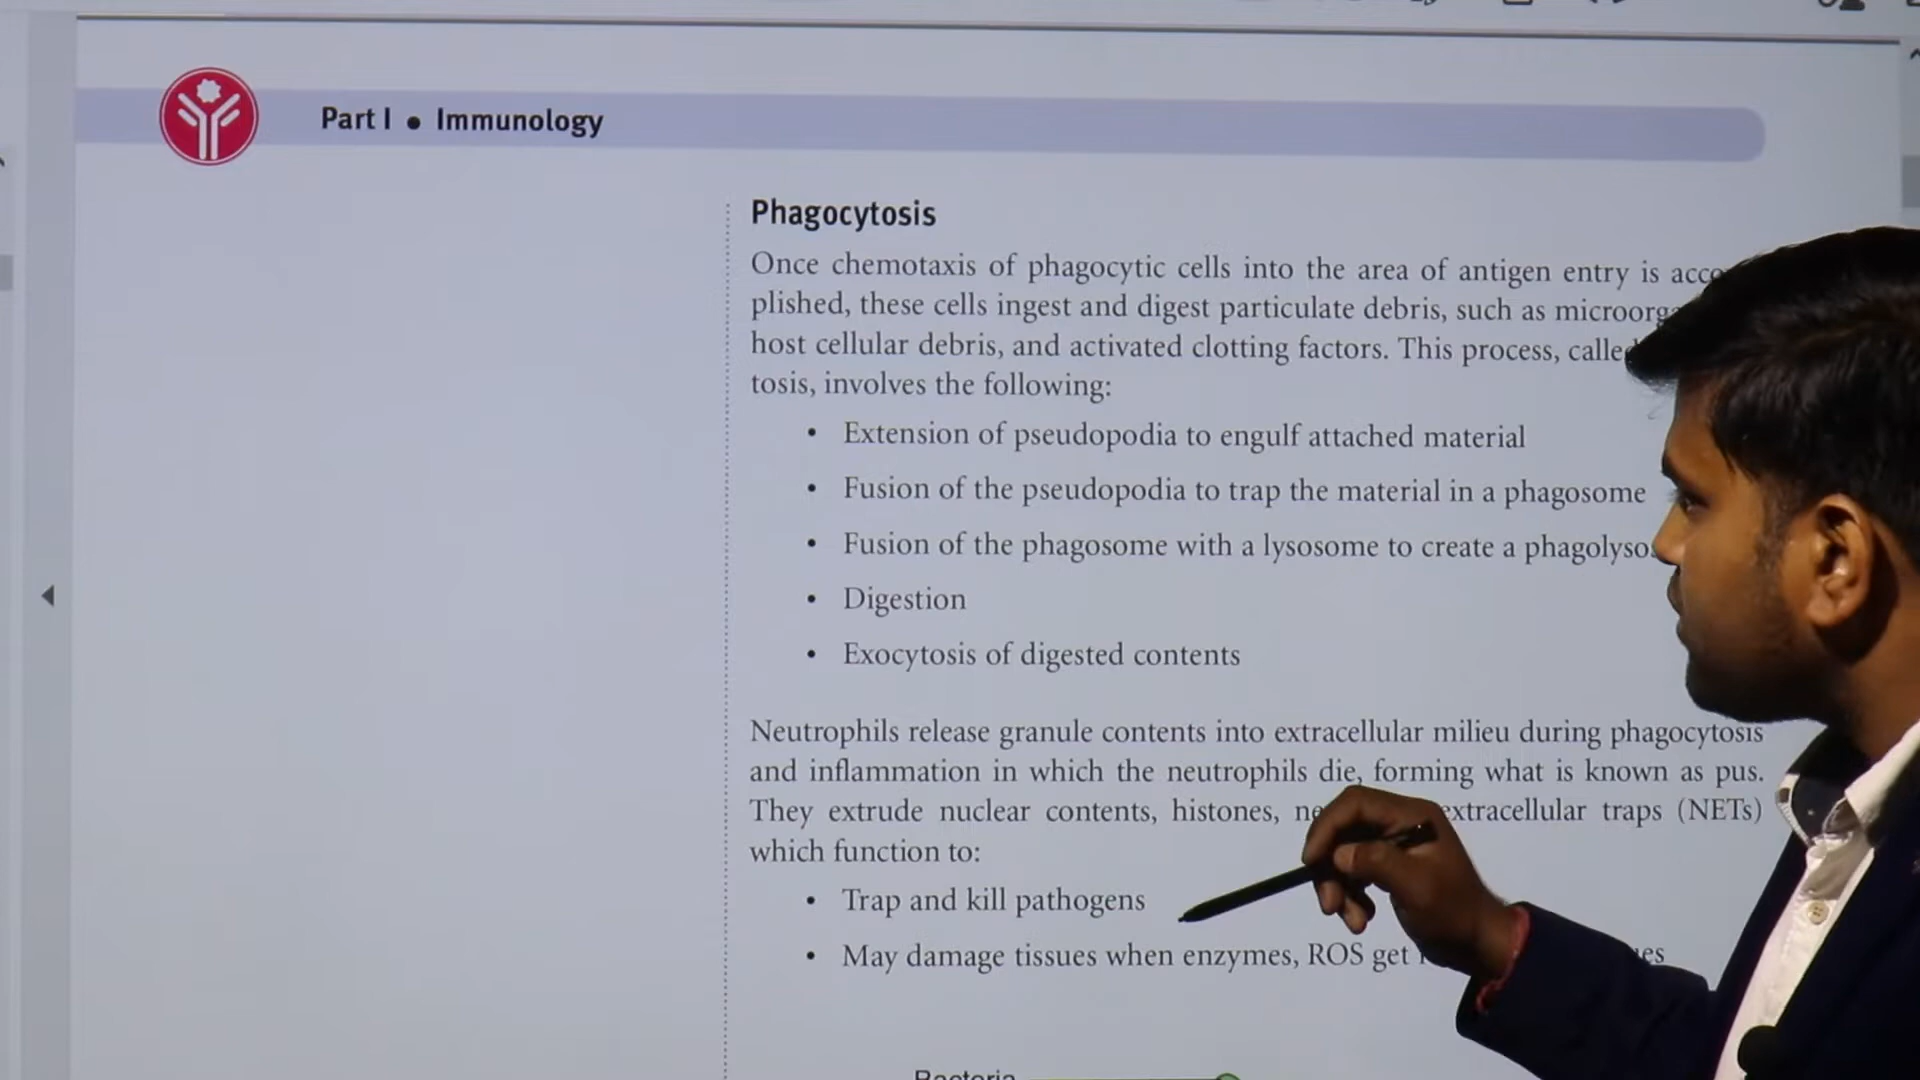 Part I • Immunology
Phagocytosis
Once chemotaxis of phagocytic cells into the area of antigen entry is
plished, these cells ingest and digest particulate debris, such as
host cellular debris, and activated clotting factors. This process,
tosis, involves the following:
• Extension of pseudopodia to engulf attached material
• Fusion of the pseudopodia to trap the material in a phagosome
• Fusion of the phagosome with a lysosome to create a
• Digestion
• Exocytosis of digested contents
Neutrophils release granule contents into extracellular milieu during phagocytosis
and inflammation in which the neutrophils die, forming what is known as pus.
They extrude nuclear contents, histones, extracellular traps (NETs)
which function to:
• Trap and kill pathogens
• May damage tissues when enzymes, ROS get